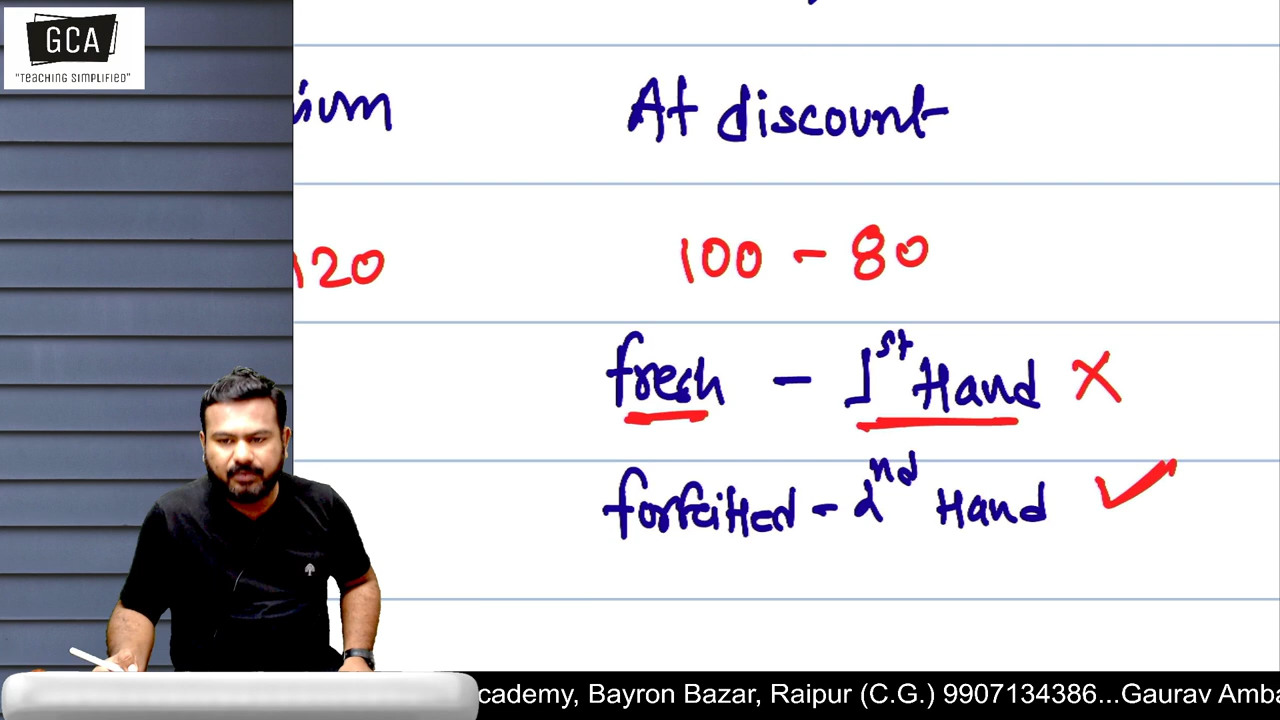 GCA
"TEACHING SIMPLIFIED"
ium At discount
120 100 - 80
fresh - 1st Hand ×
forfeitted - 2nd Hand ✓
cademy, Bayron Bazar, Raipur (C.G.) 9907134386...Gaurav Amba